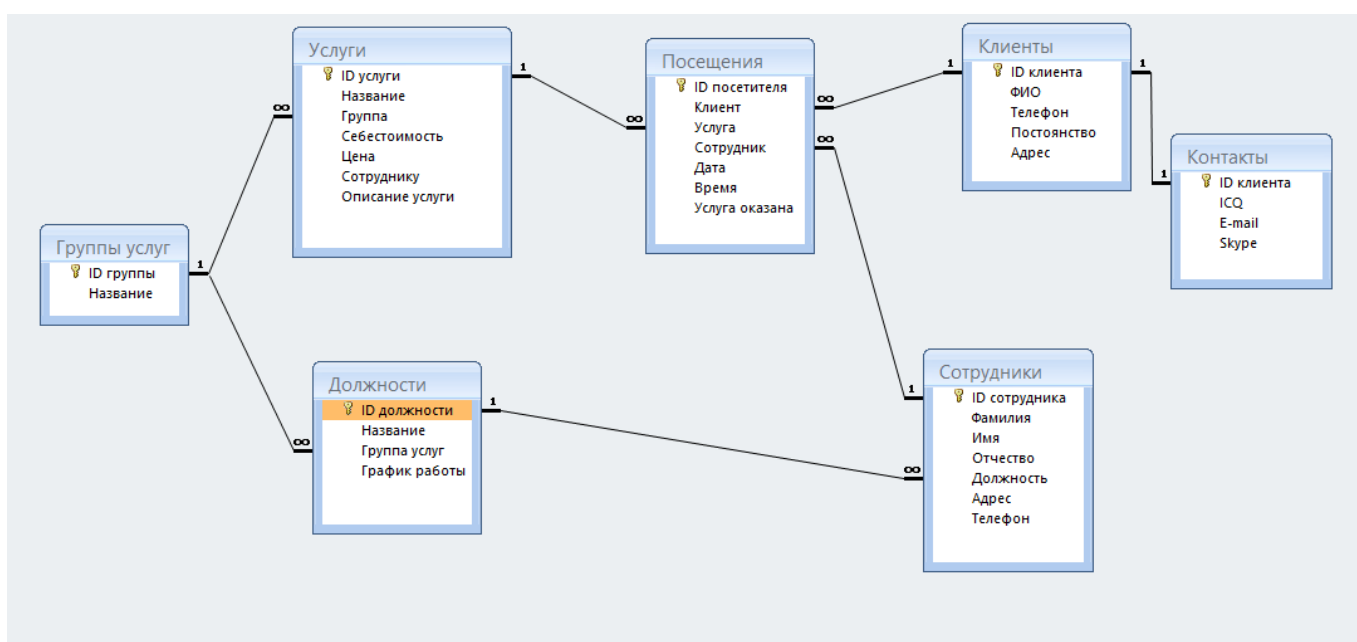 Услуги
ID услуги
Название
Группа
Себестоимость
Цена
Сотруднику
Описание услуги
1
∞
Посещения
ID посетителя
Клиент
Услуга
Сотрудник
Дата
Время
Услуга оказана
∞
∞
∞
Клиенты
ID клиента
ФИО
Телефон
Постоянство
Адрес
1
1
Контакты
ID клиента
ICQ
E-mail
Skype
1
Группы услуг
ID группы
Название
1
Должности
ID должности
Название
Группа услуг
График работы
1
∞
Сотрудники
ID сотрудника
Фамилия
Имя
Отчество
Должность
Адрес
Телефон
1
∞